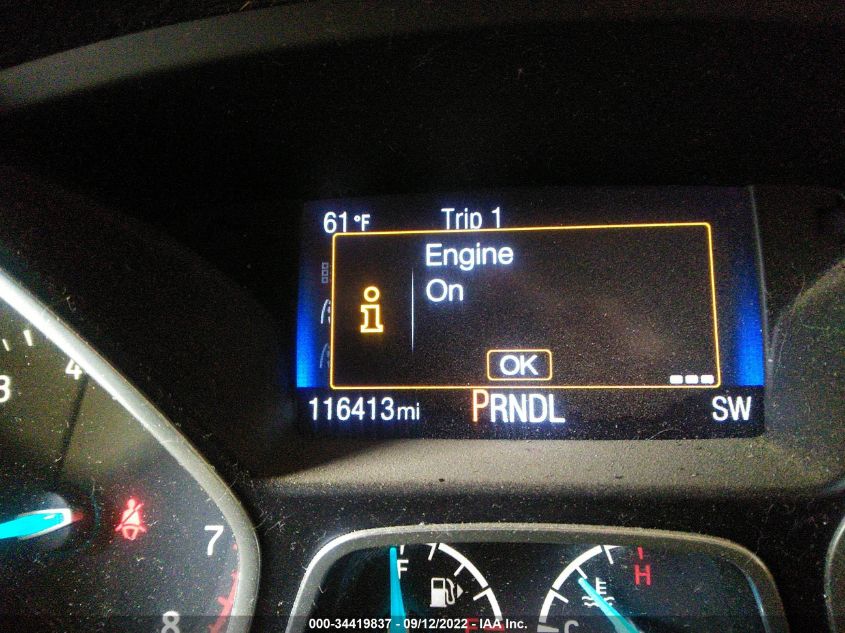 61°F Trip 1
Engine
On
i
OK
116413mi PRNDL SW
3
4
7
8
F
H
C
000-34419837 - 09/12/2022 - IAA Inc.